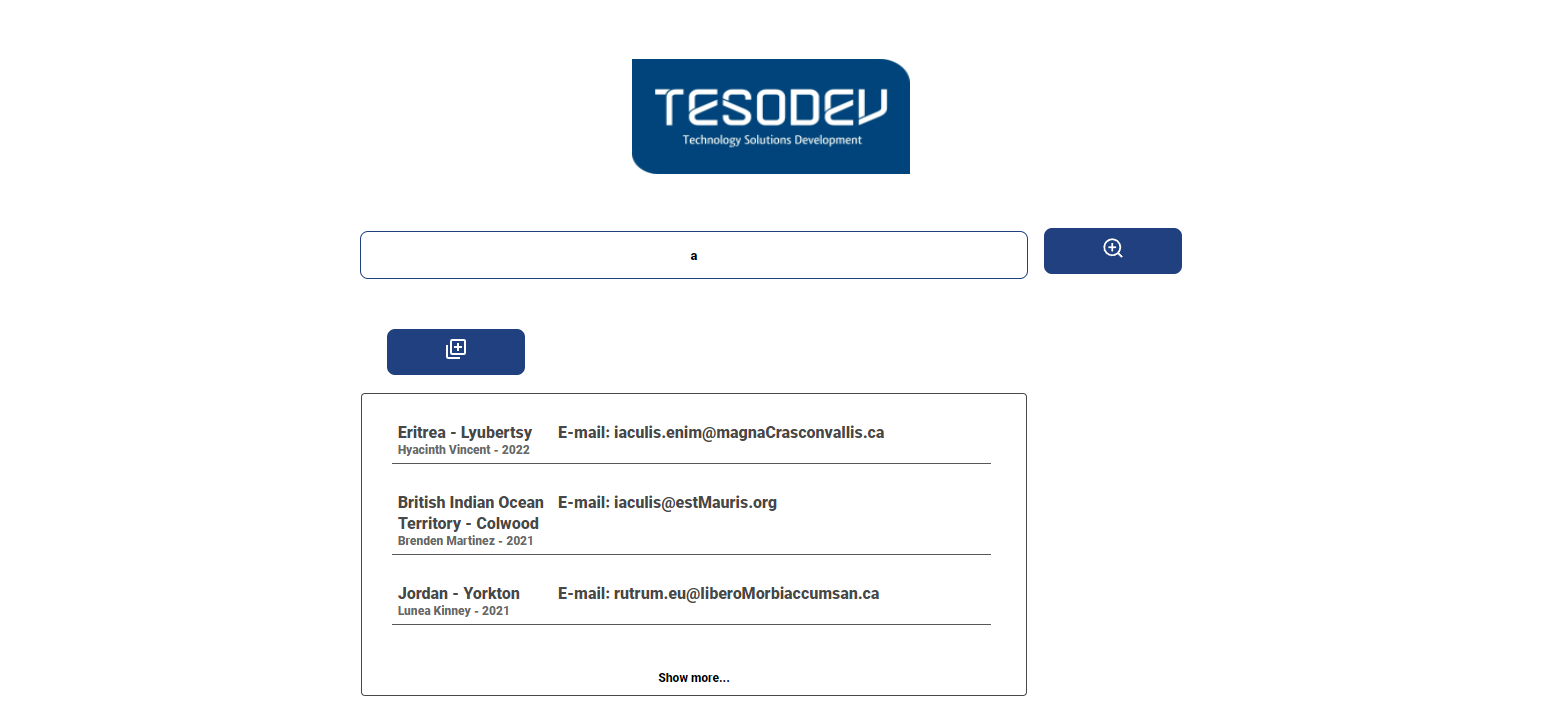 TESODEV
Technology Solutions Development
a
Eritrea - Lyubertsy
E-mail: iaculis.enim@magnaCrasconvallis.ca
Hyacinth Vincent - 2022
British Indian Ocean
Territory - Colwood
E-mail: iaculis@estMauris.org
Brenden Martinez - 2021
Jordan - Yorkton
E-mail: rutrum.eu@liberoMorbiaccumsan.ca
Lunea Kinney - 2021
Show more...